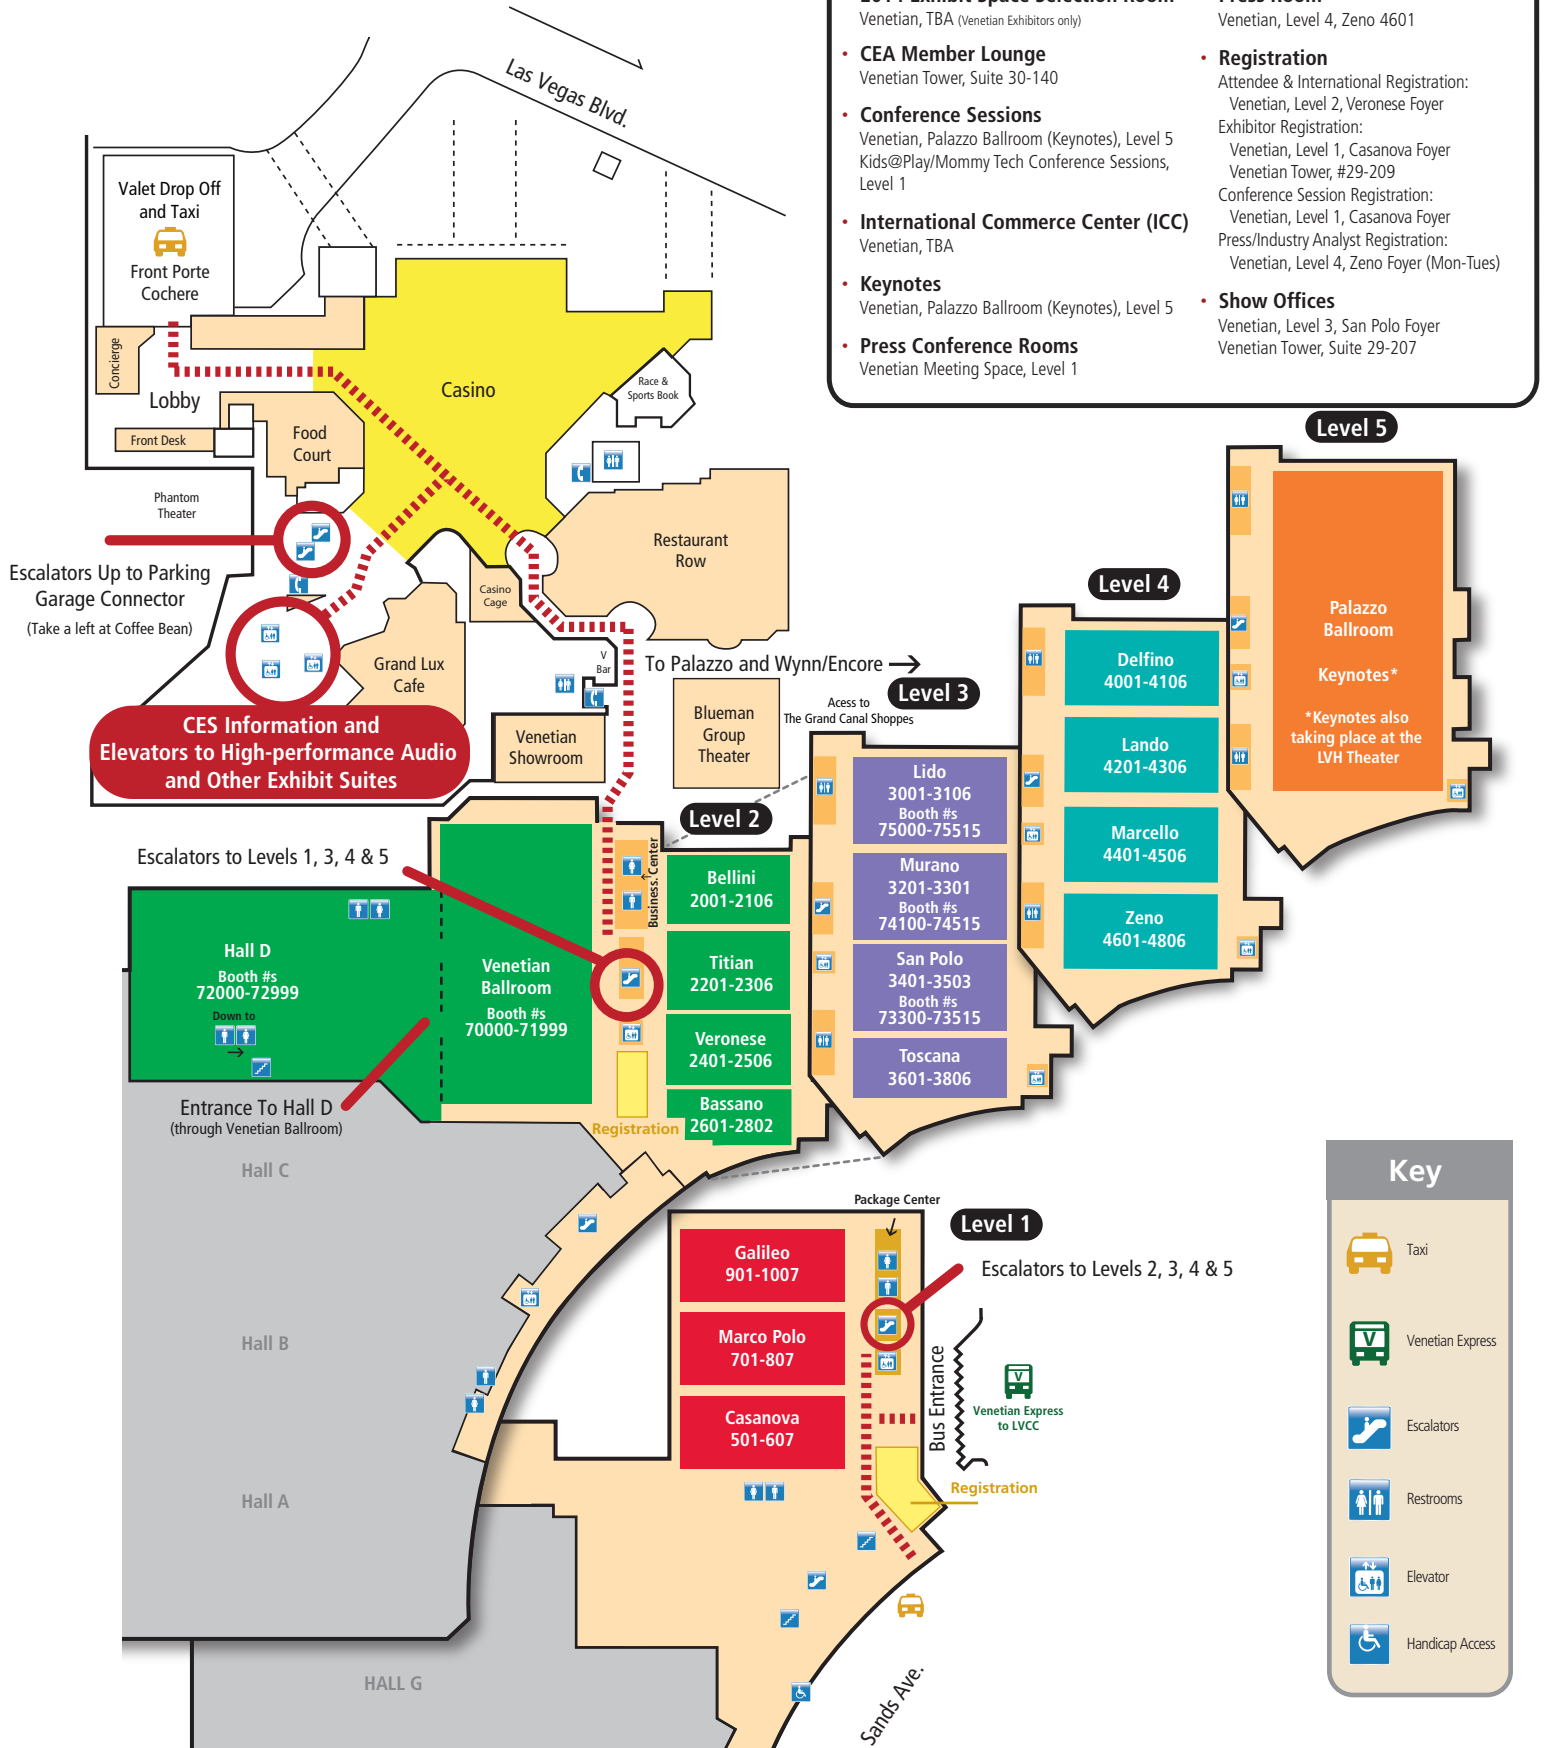 2014 Exhibit Space Selection Room
Venetian, TBA (Venetian Exhibitors only)
• CEA Member Lounge
Venetian Tower, Suite 30-140
• Conference Sessions
Venetian, Palazzo Ballroom (Keynotes), Level 5
Kids@Play/Mommy Tech Conference Sessions,
Level 1
• International Commerce Center (ICC)
Venetian, TBA
• Keynotes
Venetian, Palazzo Ballroom (Keynotes), Level 5
• Press Conference Rooms
Venetian Meeting Space, Level 1
Press Room
Venetian, Level 4, Zeno 4601
• Registration
Attendee & International Registration:
Venetian, Level 2, Veronese Foyer
Exhibitor Registration:
Venetian, Level 1, Casanova Foyer
Venetian Tower, #29-209
Conference Session Registration:
Venetian, Level 1, Casanova Foyer
Press/Industry Analyst Registration:
Venetian, Level 4, Zeno Foyer (Mon-Tues)
• Show Offices
Venetian, Level 3, San Polo Foyer
Venetian Tower, Suite 29-207
Las Vegas Blvd.
Valet Drop Off
and Taxi
Front Porte
Cochere
Concierge
Lobby
Front Desk
Food
Court
Casino
Race &
Sports Book
Phantom
Theater
Escalators Up to Parking
Garage Connector
(Take a left at Coffee Bean)
Casino
Cage
Restaurant
Row
Grand Lux
Cafe
V
Bar
To Palazzo and Wynn/Encore
CES Information and
Elevators to High-performance Audio
and Other Exhibit Suites
Venetian
Showroom
Blueman
Group
Theater
Acess to
The Grand Canal Shoppes
Level 5
Palazzo
Ballroom
Keynotes*
*Keynotes also
taking place at the
LVH Theater
Level 4
Delfino
4001-4106
Lando
4201-4306
Marcello
4401-4506
Zeno
4601-4806
Level 3
Lido
3001-3106
Booth #s
75000-75515
Murano
3201-3301
Booth #s
74100-74515
San Polo
3401-3503
Booth #s
73300-73515
Toscana
3601-3806
Level 2
Escalators to Levels 1, 3, 4 & 5
Business. Center
Bellini
2001-2106
Titian
2201-2306
Veronese
2401-2506
Bassano
2601-2802
Registration
Venetian
Ballroom
Booth #s
70000-71999
Hall D
Booth #s
72000-72999
Down to
Entrance To Hall D
(through Venetian Ballroom)
Hall C
Hall B
Hall A
HALL G
Package Center
Level 1
Galileo
901-1007
Marco Polo
701-807
Casanova
501-607
Escalators to Levels 2, 3, 4 & 5
Bus Entrance
V
Venetian Express
to LVCC
Registration
Sands Ave.
Key
Taxi
V
Venetian Express
Escalators
Restrooms
Elevator
Handicap Access